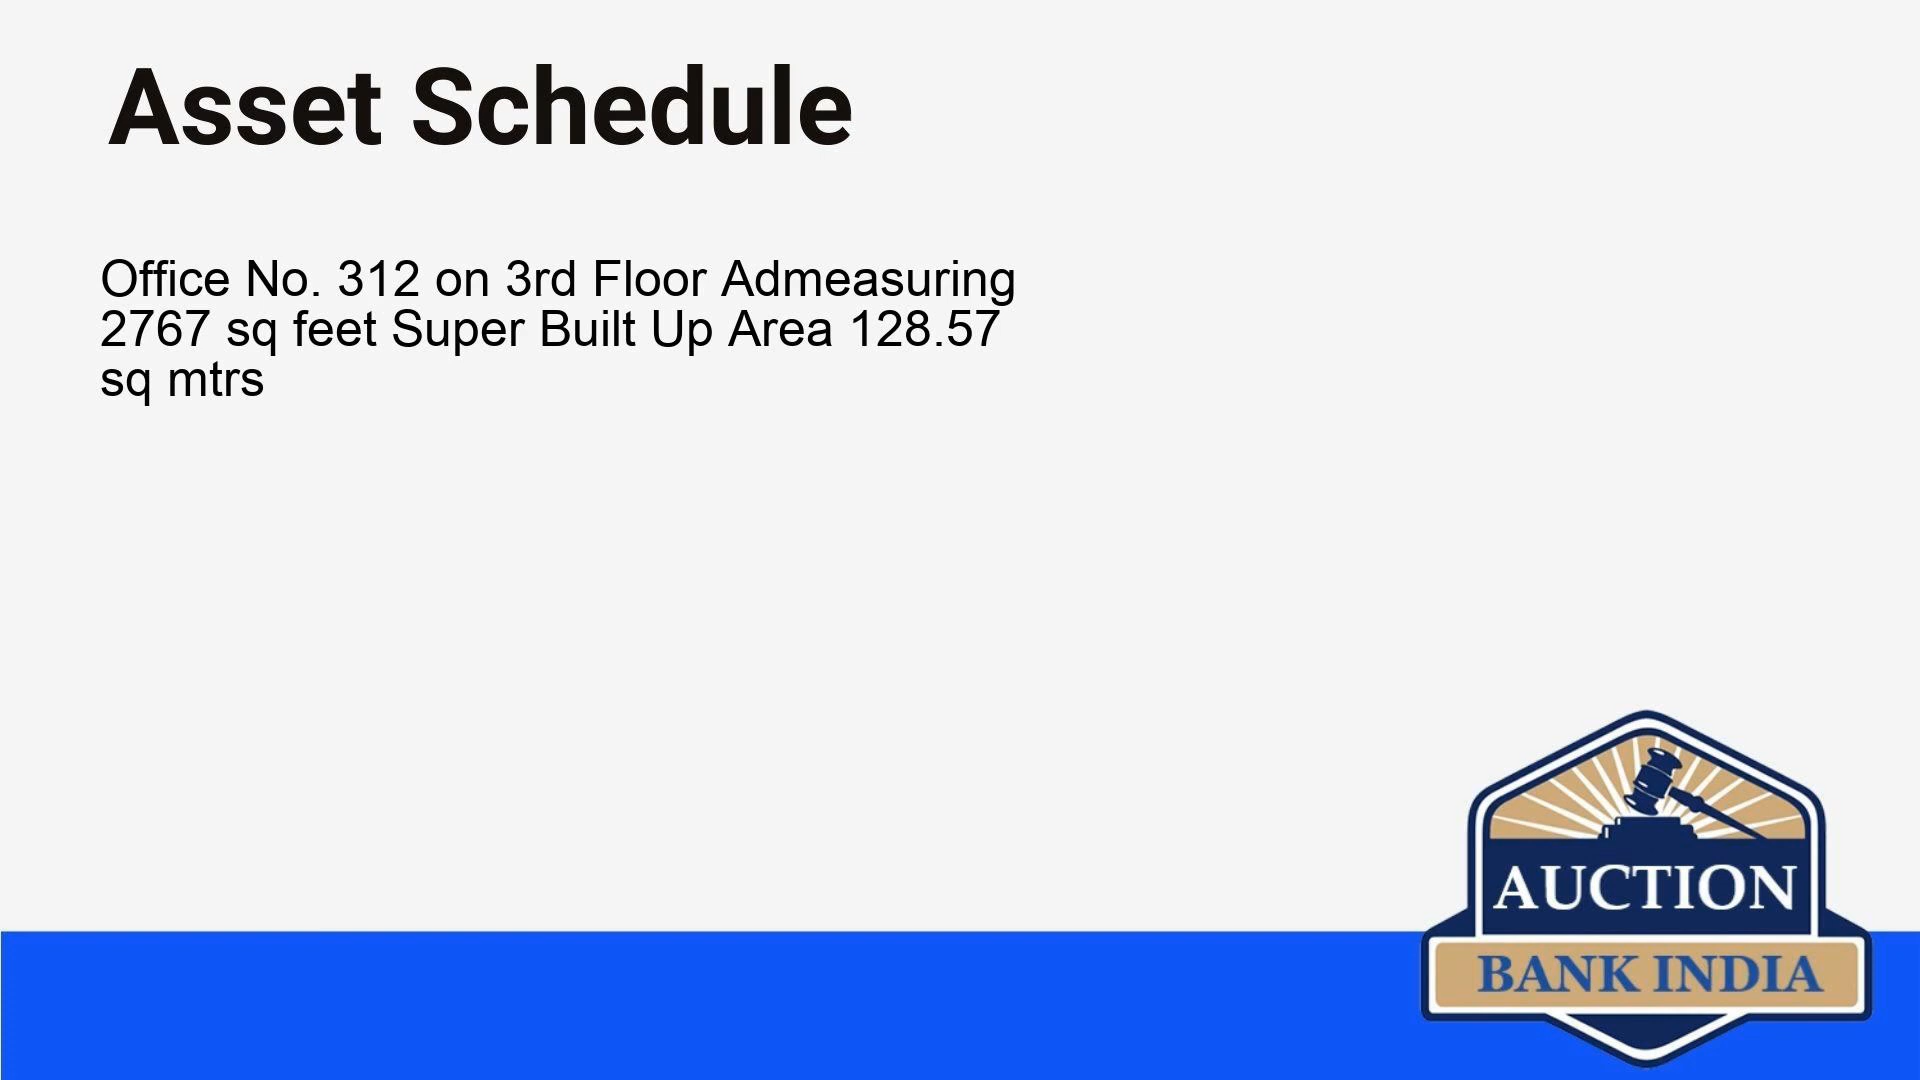 Asset Schedule
Office No. 312 on 3rd Floor Admeasuring
2767 sq feet Super Built Up Area 128.57
sq mtrs
AUCTION
BANK INDIA